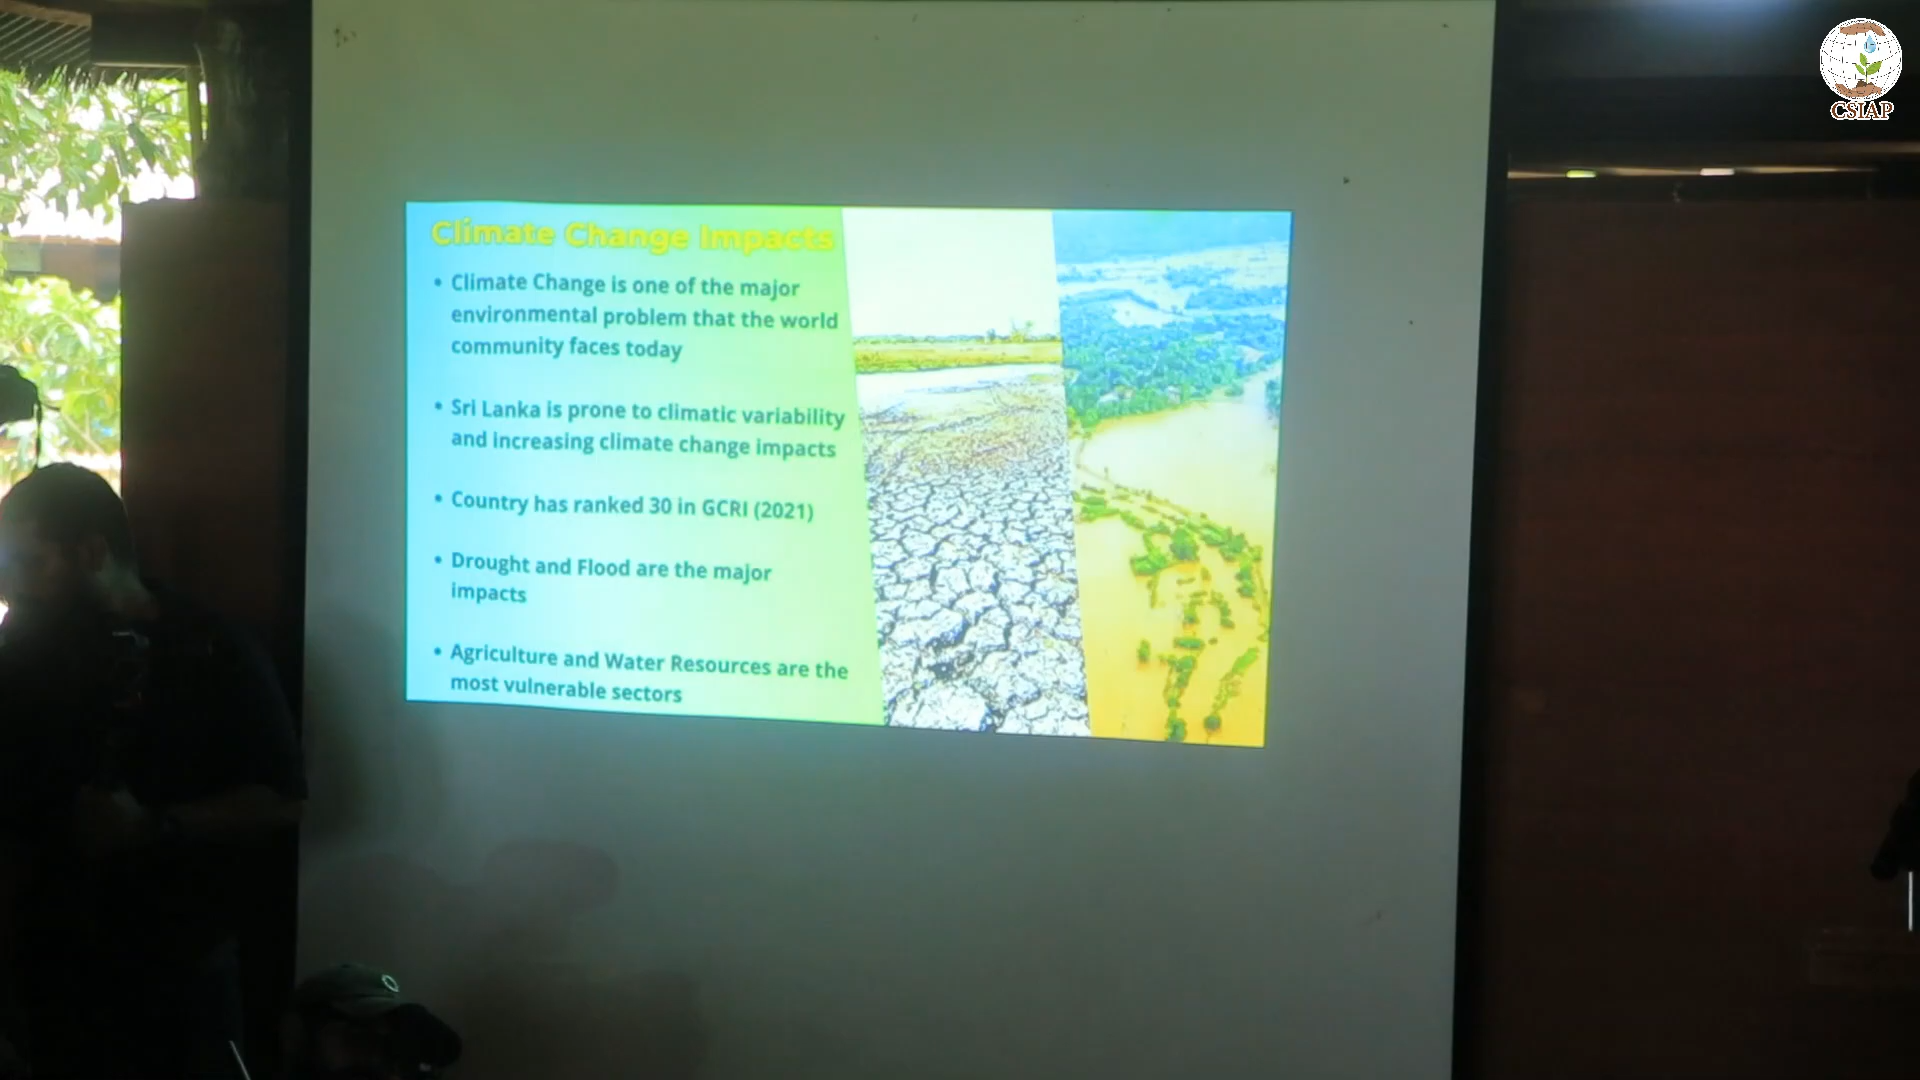 CSIAP
Climate Change Impacts
• Climate Change is one of the major
environmental problem that the world
community faces today
• Sri Lanka is prone to climatic variability
and increasing climate change impacts
• Country has ranked 30 in GCRI (2021)
• Drought and Flood are the major
impacts
• Agriculture and Water Resources are the
most vulnerable sectors